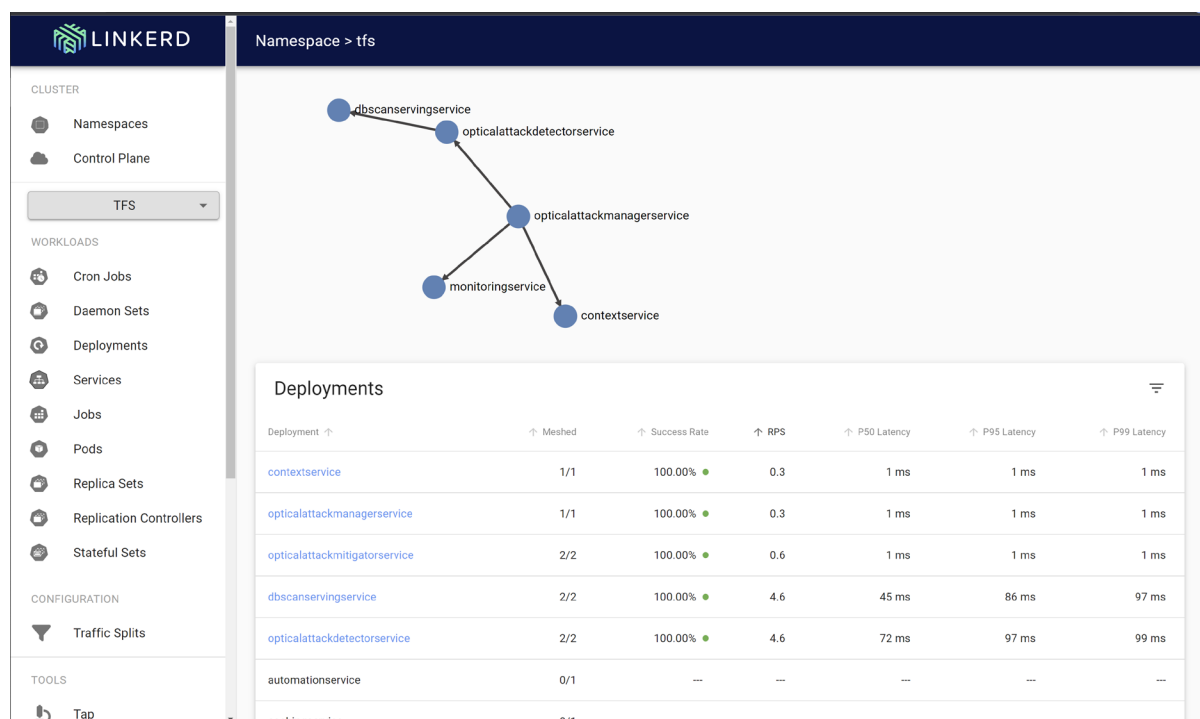 LINKERD
Namespace > tfs
CLUSTER
Namespaces
Control Plane
TFS
WORKLOADS
Cron Jobs
Daemon Sets
Deployments
Services
Jobs
Pods
Replica Sets
Replication Controllers
Stateful Sets
CONFIGURATION
Traffic Splits
TOOLS
Tap
dbscanservingservice
opticalattackdetectorservice
opticalattackmanagerservice
monitoringservice
contextservice
Deployments
Deployment ↑ ↑ Meshed ↑ Success Rate ↑ RPS ↑ P50 Latency ↑ P95 Latency ↑ P99 Latency
contextservice 1/1 100.00% 0.3 1 ms 1 ms 1 ms
opticalattackmanagerservice 1/1 100.00% 0.3 1 ms 1 ms 1 ms
opticalattackmitigatorservice 2/2 100.00% 0.6 1 ms 1 ms 1 ms
dbscanservingservice 2/2 100.00% 4.6 45 ms 86 ms 97 ms
opticalattackdetectorservice 2/2 100.00% 4.6 72 ms 97 ms 99 ms
automationservice 0/1 --- --- --- --- ---